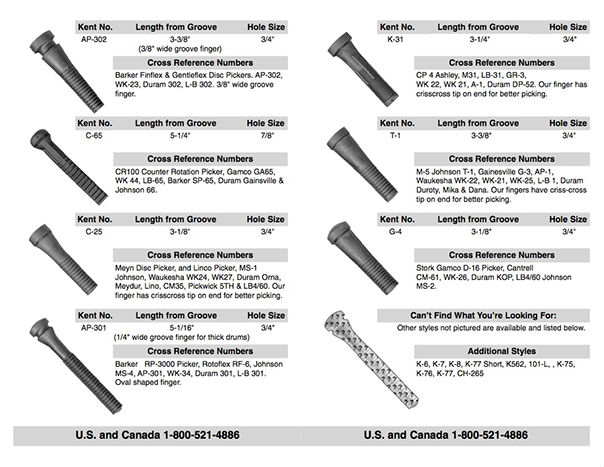 Kent No. Length from Groove Hole Size
AP-302 3-3/8" 3/4"
(3/8" wide groove finger)
Cross Reference Numbers
Barker Finflex & Gentleflex Disc Pickers. AP-302,
WK-23, Duram 302, L-B 302. 3/8" wide groove
finger.
Kent No. Length from Groove Hole Size
C-65 5-1/4" 7/8"
Cross Reference Numbers
CR100 Counter Rotation Picker, Gamco GA65,
WK 44, LB-65, Barker SP-65, Duram Gainsville &
Johnson 66.
Kent No. Length from Groove Hole Size
C-25 3-1/8" 3/4"
Cross Reference Numbers
Meyn Disc Picker, and Linco Picker, MS-1
Johnson, Waukesha WK24, WK27, Duram Orna,
Meydur, Lino, CM35, Pickwick 5TH & LB4/60. Our
finger has crisscross tip on end for better picking.
Kent No. Length from Groove Hole Size
AP-301 5-1/16" 3/4"
(1/4" wide groove finger for thick drums)
Cross Reference Numbers
Barker RP-3000 Picker, Rotoflex RF-6, Johnson
MS-4, AP-301, WK-34, Duram 301, L-B 301.
Oval shaped finger.
U.S. and Canada 1-800-521-4886
Kent No. Length from Groove Hole Size
K-31 3-1/4" 3/4"
Cross Reference Numbers
CP 4 Ashley, M31, LB-31, GR-3,
WK 22, WK 21, A-1, Duram DP-52. Our finger has
crisscross tip on end for better picking.
Kent No. Length from Groove Hole Size
T-1 3-3/8" 3/4"
Cross Reference Numbers
M-5 Johnson T-1, Gainesville G-3, AP-1,
Waukesha WK-22, WK-21, WK-25, L-B 1, Duram
Duroty, Mika & Dana. Our fingers have criss-cross
tip on end for better picking.
Kent No. Length from Groove Hole Size
G-4 3-1/8" 3/4"
Cross Reference Numbers
Stork Gamco D-16 Picker, Cantrell
CM-61, WK-26, Duram KOP, LB4/60 Johnson
MS-2.
Can't Find What You're Looking For:
Other styles not pictured are available and listed below.
Additional Styles
K-6, K-7, K-8, K-77 Short, K562, 101-L, , K-75,
K-76, K-77, CH-265
U.S. and Canada 1-800-521-4886